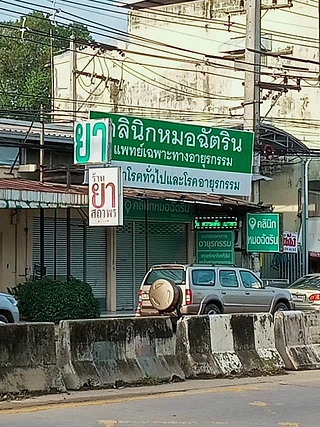 ยา
คลินิกหมอฉัตริน
แพทย์เฉพาะทางอายุรกรรม
โรคทั่วไปและโรคอายุรกรรม
ร้าน
ยา
สถาพร
คลินิกหมอฉัตริน
อายุรกรรม
คลินิก
หมอฉัตริน